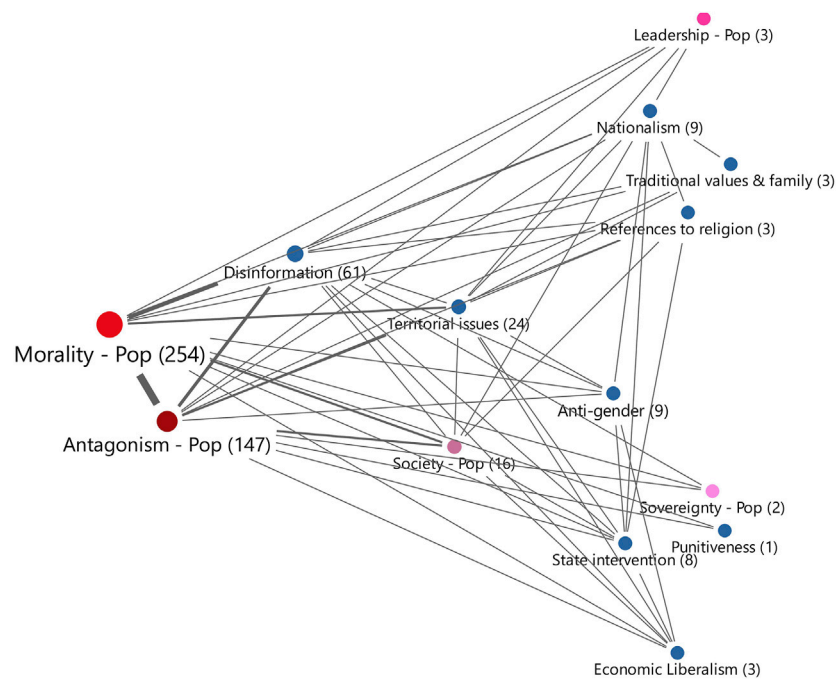 Leadership - Pop (3)
Nationalism (9)
Traditional values & family (3)
References to religion (3)
Disinformation (61)
Territorial issues (24)
Morality - Pop (254)
Anti-gender (9)
Antagonism - Pop (147)
Society - Pop (16)
Sovereignty - Pop (2)
Punitiveness (1)
State intervention (8)
Economic Liberalism (3)